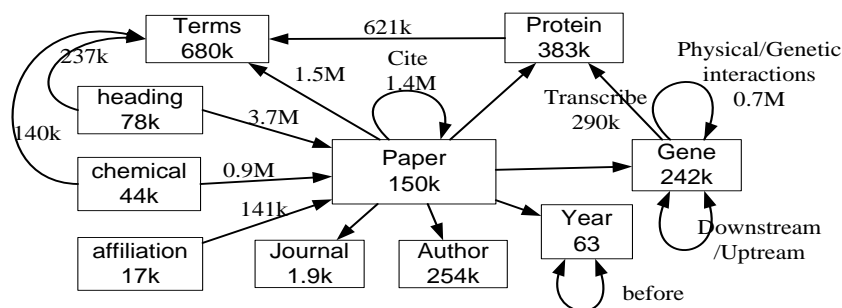 Terms
680k
621k
Protein
383k
237k
Cite
1.4M
Physical/Genetic
interactions
0.7M
1.5M
heading
78k
Transcribe
290k
140k
3.7M
Paper
150k
Gene
242k
chemical
44k
0.9M
141k
affiliation
17k
Journal
1.9k
Author
254k
Year
63
Downstream
/Uptream
before